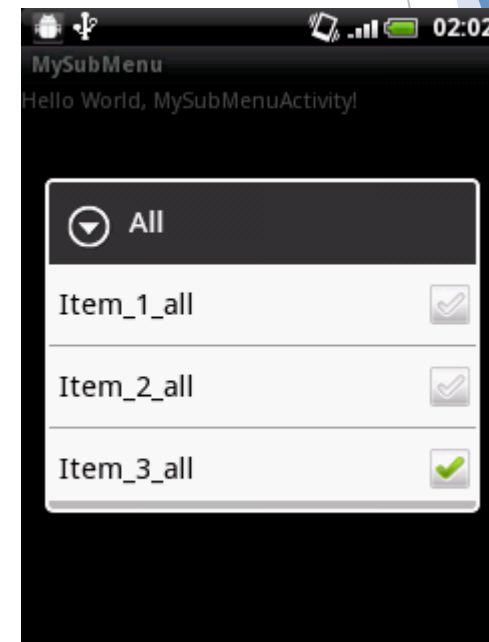 02:02
MySubMenu
Hello World, MySubMenuActivity!
All
Item_1_all
Item_2_all
Item_3_all